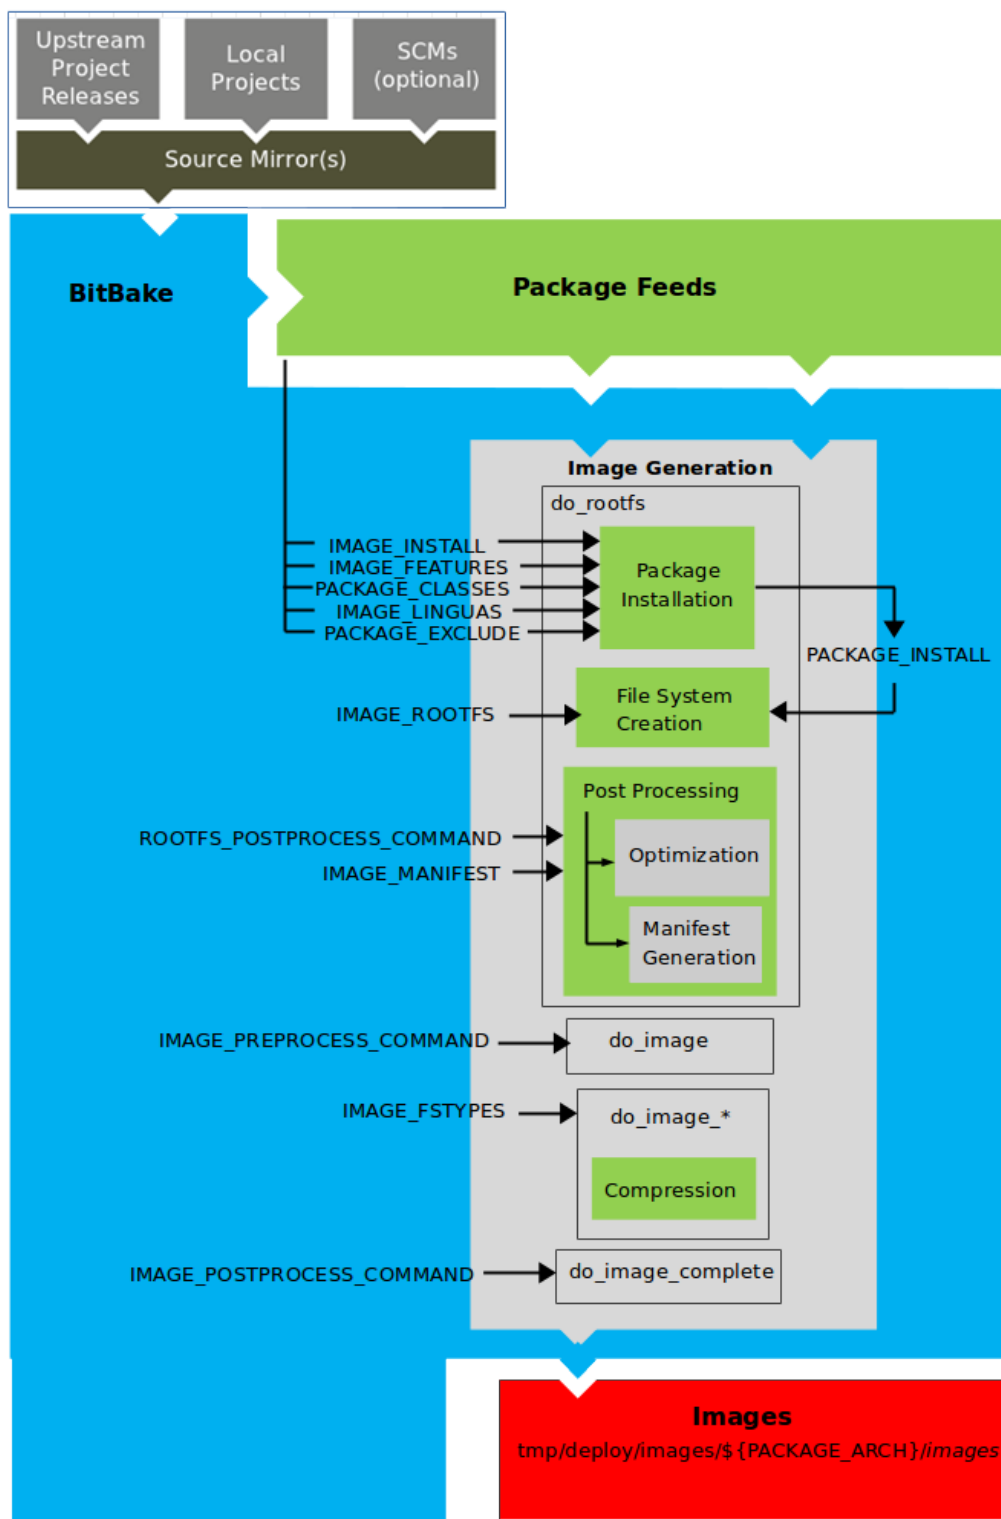 Upstream
Project
Releases
Local
Projects
SCMs
(optional)
Source Mirror(s)
BitBake
Package Feeds
Image Generation
do_rootfs
IMAGE_INSTALL
IMAGE_FEATURES
PACKAGE_CLASSES
IMAGE_LINGUAS
PACKAGE_EXCLUDE
Package
Installation
PACKAGE_INSTALL
IMAGE_ROOTFS
File System
Creation
Post Processing
ROOTFS_POSTPROCESS_COMMAND
IMAGE_MANIFEST
Optimization
Manifest
Generation
IMAGE_PREPROCESS_COMMAND
do_image
IMAGE_FSTYPES
do_image_*
Compression
IMAGE_POSTPROCESS_COMMAND
do_image_complete
Images
tmp/deploy/images/${PACKAGE_ARCH}/images